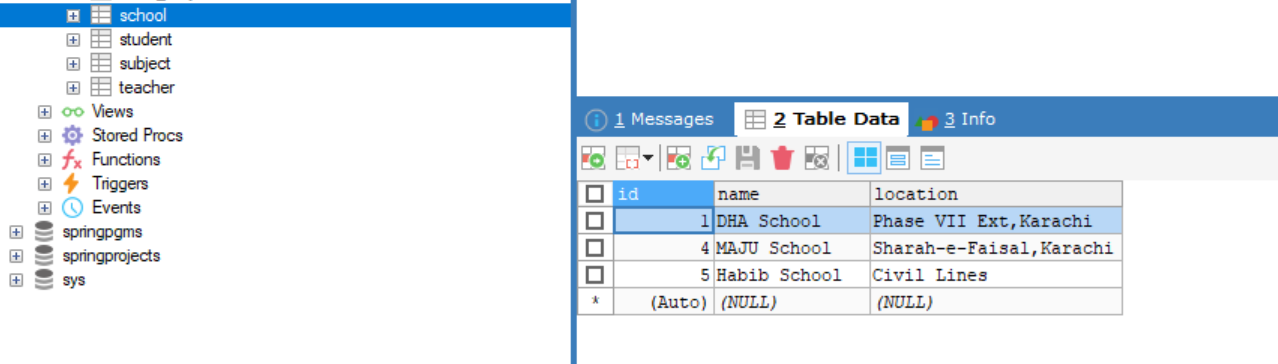 school
student
subject
teacher
Views
Stored Procs
fx Functions
Triggers
Events
springpgms
springprojects
sys
1 Messages 2 Table Data 3 Info
id name location
1 DHA School Phase VII Ext,Karachi
4 MAJU School Sharah-e-Faisal,Karachi
5 Habib School Civil Lines
* (Auto) (NULL) (NULL)